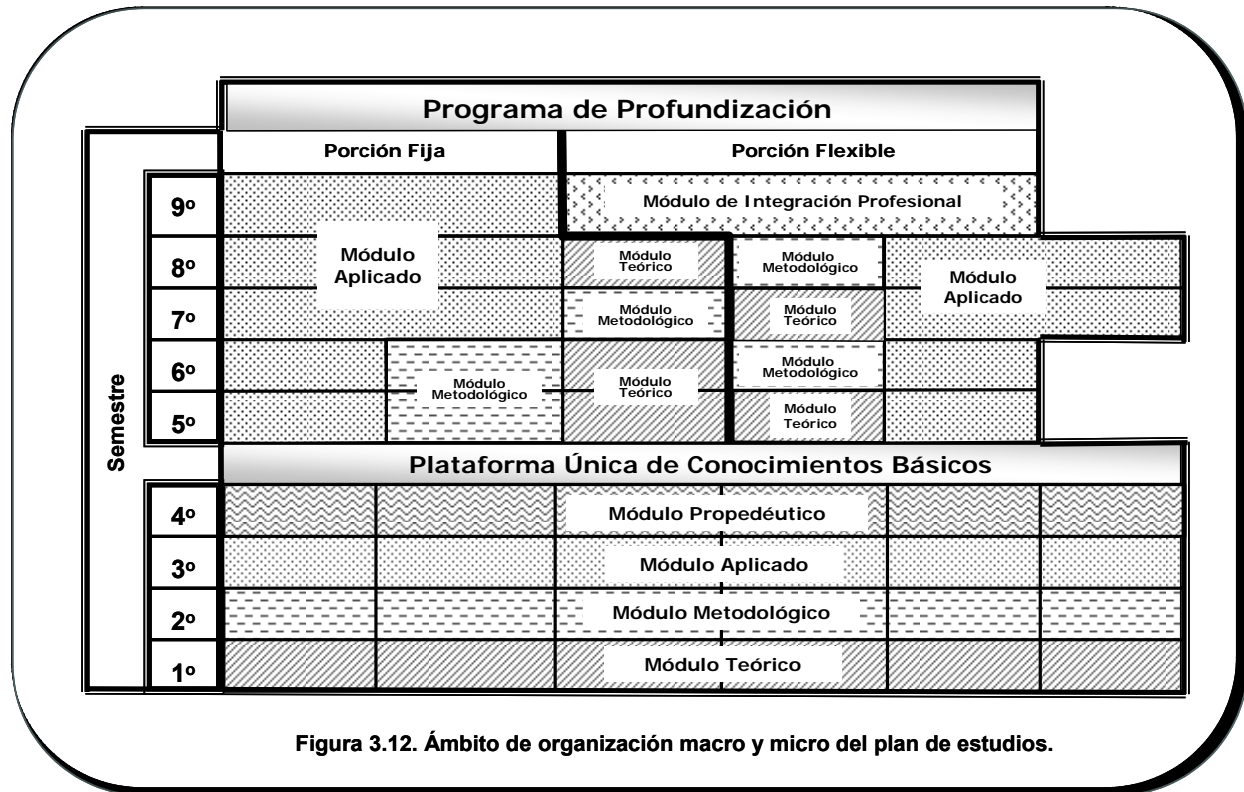 Programa de Profundización
Porción Fija
Porción Flexible
Semestre
9º
Módulo de Integración Profesional
Módulo
Aplicado
8º
Módulo
Teórico
Módulo
Metodológico
Módulo
Aplicado
7º
Módulo
Metodológico
Módulo
Teórico
6º
Módulo
Metodológico
Módulo
Teórico
Módulo
Metodológico
5º
Módulo
Teórico
Plataforma Única de Conocimientos Básicos
4º
Módulo Propedéutico
3º
Módulo Aplicado
2º
Módulo Metodológico
1º
Módulo Teórico
Figura 3.12. Ámbito de organización macro y micro del plan de estudios.